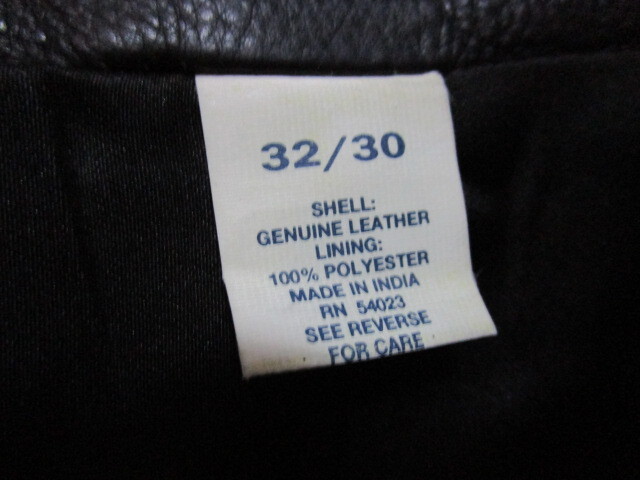 32/30
SHELL:
GENUINE LEATHER
LINING:
100% POLYESTER
MADE IN INDIA
RN 54023
SEE REVERSE
FOR CARE